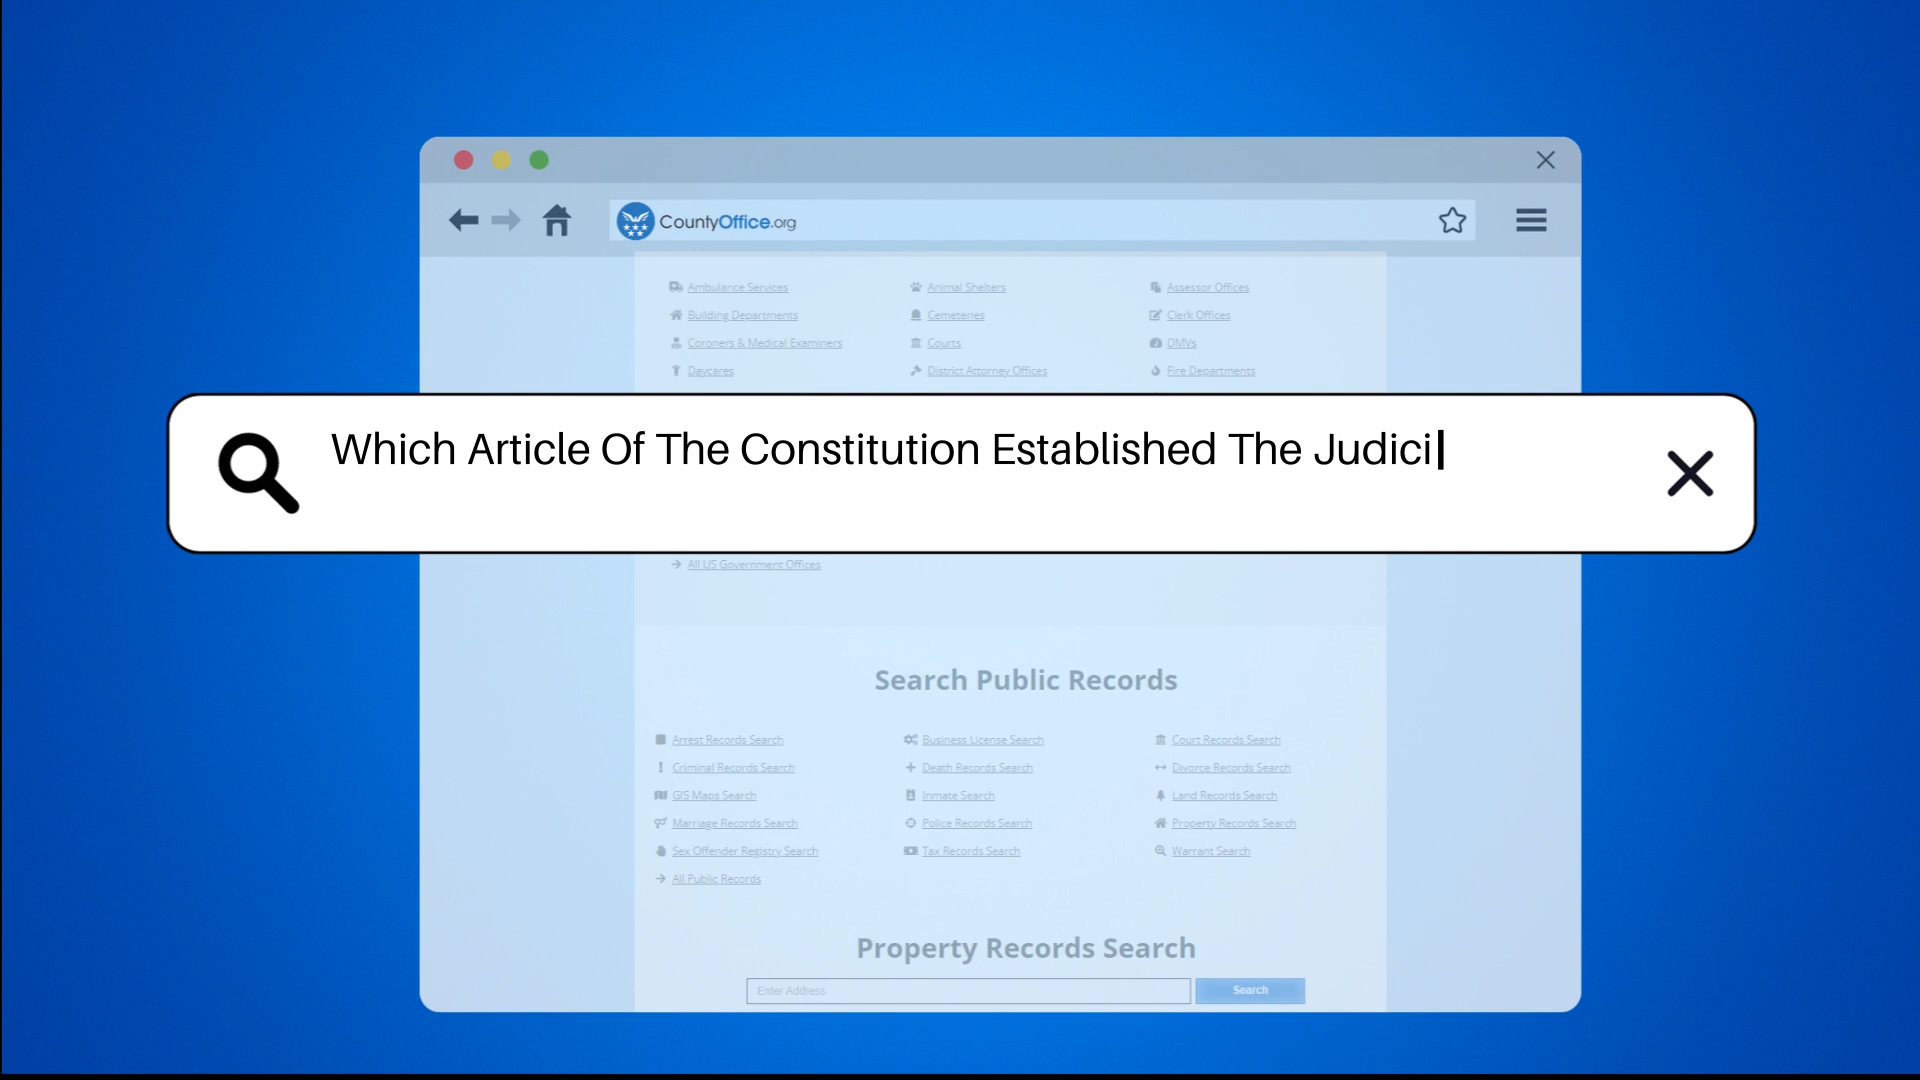 CountyOffice.org
Ambulance Services Animal Shelters Assessor Offices
Building Departments Cemeteries Clerk Offices
Coroners & Medical Examiners Courts DMVs
Daycares District Attorney Offices Fire Departments
Which Article Of The Constitution Established The Judici
All US Government Offices
Search Public Records
Arrest Records Search Business License Search Court Records Search
Criminal Records Search Death Records Search Divorce Records Search
GIS Maps Search Inmate Search Land Records Search
Marriage Records Search Police Records Search Property Records Search
Sex Offender Registry Search Tax Records Search Warrant Search
All Public Records
Property Records Search
Enter Address Search